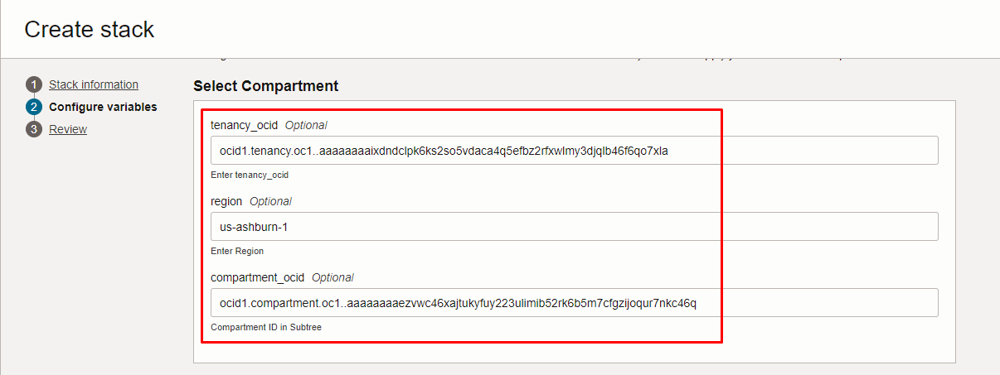 Create stack
1 Stack information
2 Configure variables
3 Review
Select Compartment
tenancy_ocid Optional
ocid1.tenancy.oc1..aaaaaaaaixdndclpk6ks2so5vdaca4q5efbz2rfxwlmy3djqlb46f6qo7xla
Enter tenancy_ocid
region Optional
us-ashburn-1
Enter Region
compartment_ocid Optional
ocid1.compartment.oc1..aaaaaaaaezvwc46xajtukyfuy223ulimib52rk6b5m7cfgzijoqur7nkc46q
Compartment ID in Subtree